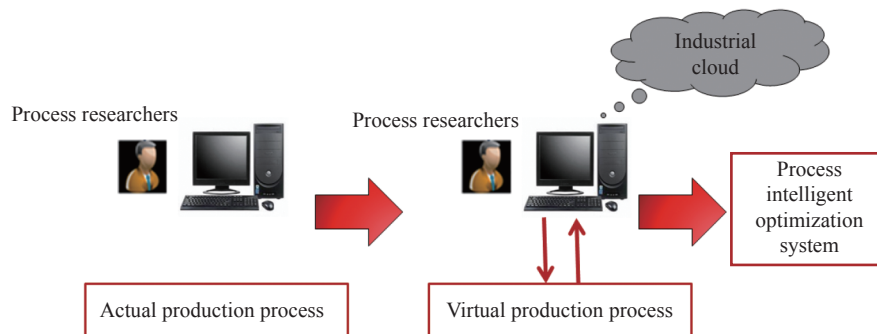 Industrial
cloud
Process researchers
Process researchers
Process
intelligent
optimization
system
Actual production process
Virtual production process